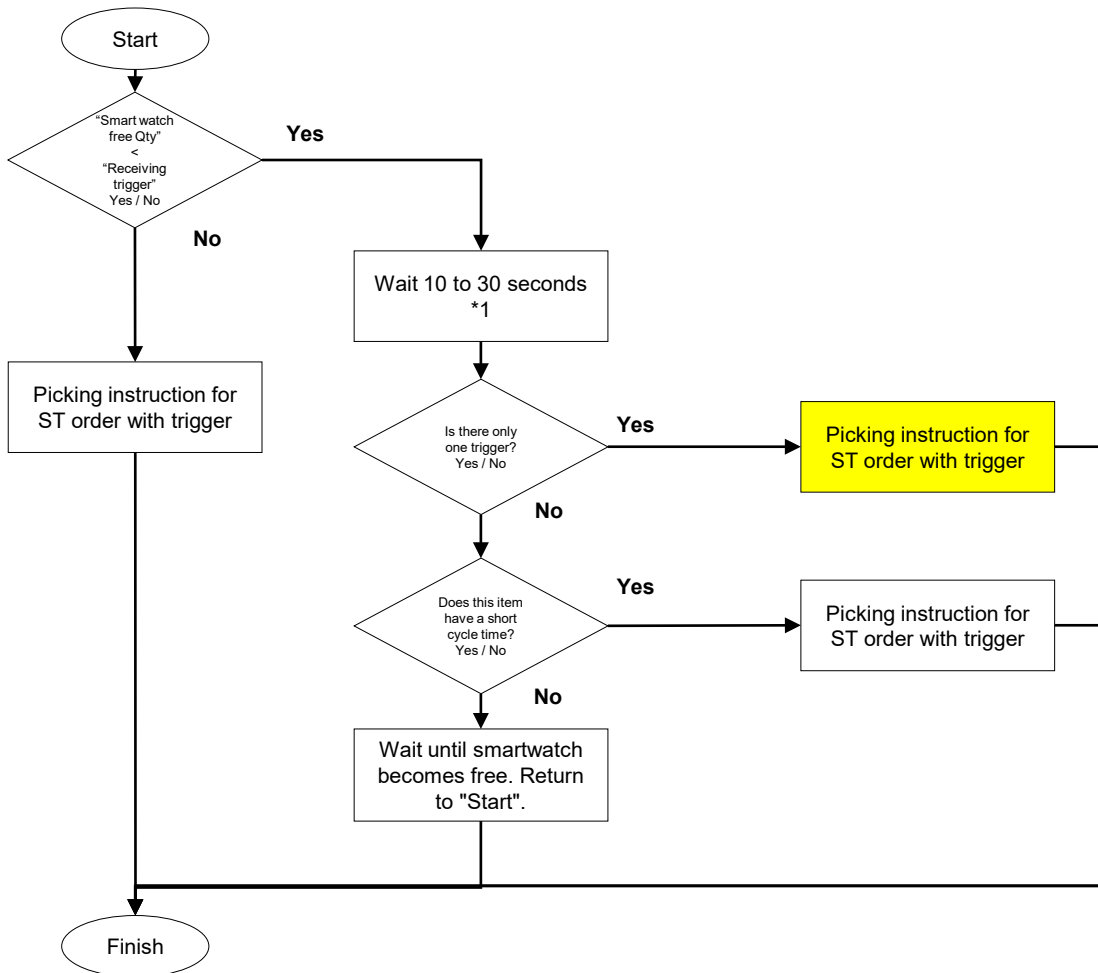 Start
“Smart watch
free Qty”
<
“Receiving
trigger”
Yes / No
Yes
No
Wait 10 to 30 seconds
*1
Picking instruction for
ST order with trigger
Is there only
one trigger?
Yes / No
Yes
Picking instruction for
ST order with trigger
No
Does this item
have a short
cycle time?
Yes / No
Yes
Picking instruction for
ST order with trigger
No
Wait until smartwatch
becomes free. Return
to "Start".
Finish